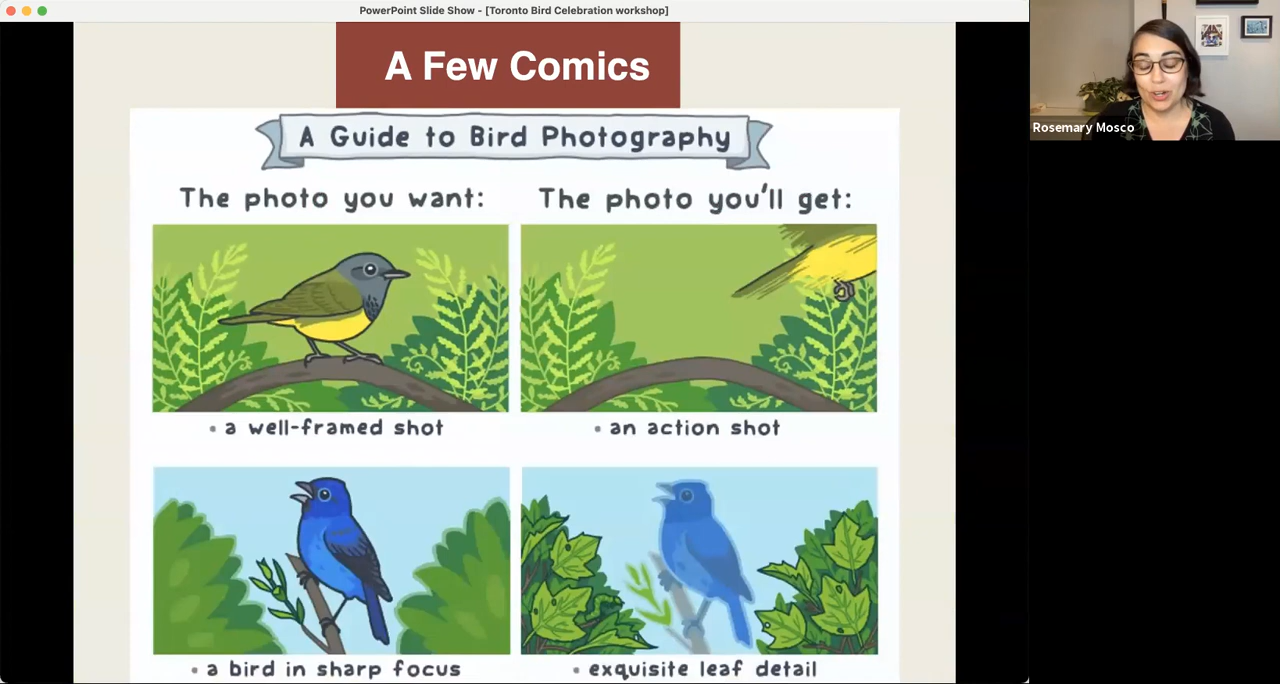 PowerPoint Slide Show - [Toronto Bird Celebration workshop]
A Few Comics
A Guide to Bird Photography
The photo you want:
The photo you'll get:
• a well-framed shot
• an action shot
• a bird in sharp focus
• exquisite leaf detail
Rosemary Mosco